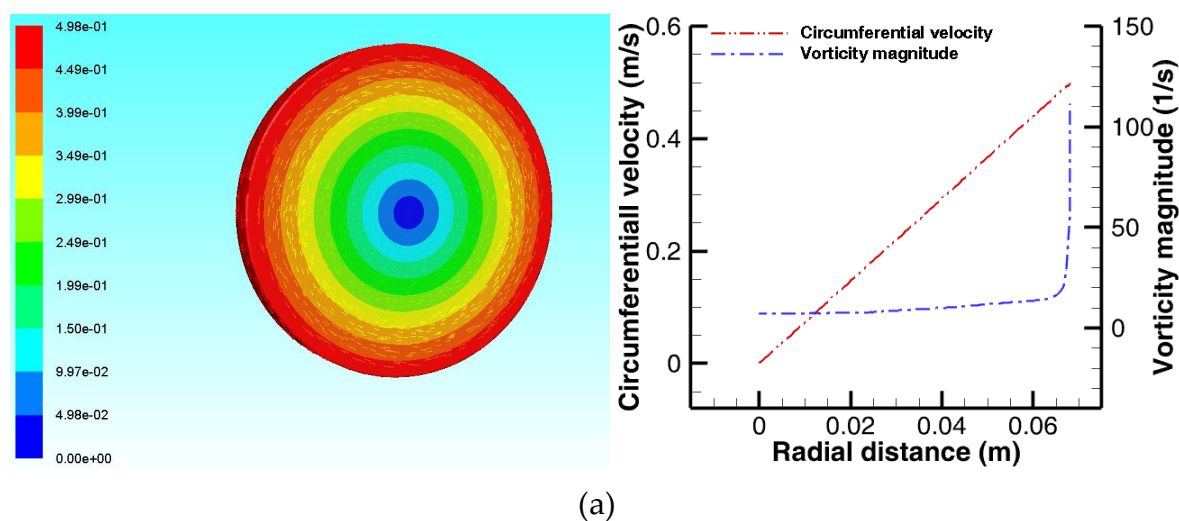 4.98e-01
4.49e-01
3.99e-01
3.49e-01
2.99e-01
2.49e-01
1.99e-01
1.50e-01
9.97e-02
4.98e-02
0.00e+00
Circumferential velocity (m/s)
0.6
0.4
0.2
0
Circumferential velocity
Vorticity magnitude
150
100
50
0
Vorticity magnitude (1/s)
0 0.02 0.04 0.06
Radial distance (m)
(a)